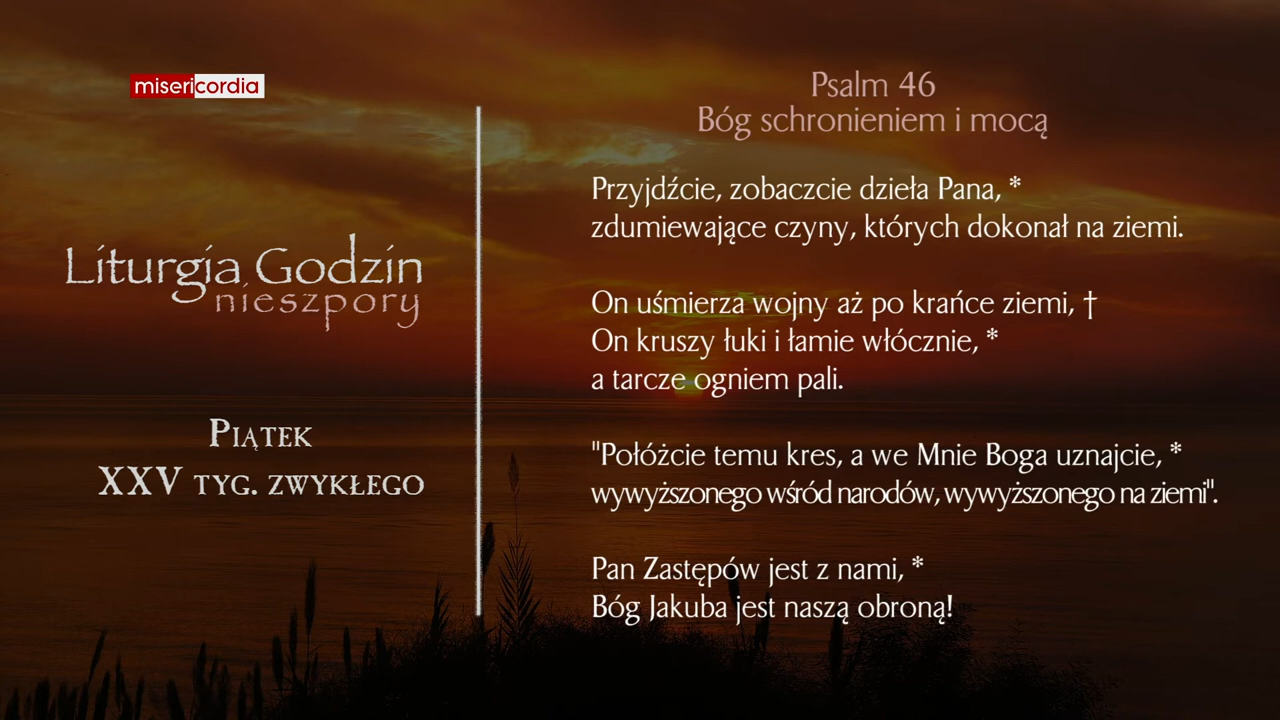 misericordia
Liturgia Godzin
nieszpory
Piątek
XXV tyg. zwykłego
Psalm 46
Bóg schronieniem i mocą
Przyjdźcie, zobaczcie dzieła Pana, *
zdumiewające czyny, których dokonał na ziemi.
On uśmierza wojny aż po krańce ziemi, †
On kruszy łuki i łamie włócznie, *
a tarcze ogniem pali.
"Połóżcie temu kres, a we Mnie Boga uznajcie, *
wywyższonego wśród narodów, wywyższonego na ziemi".
Pan Zastępów jest z nami, *
Bóg Jakuba jest naszą obroną!